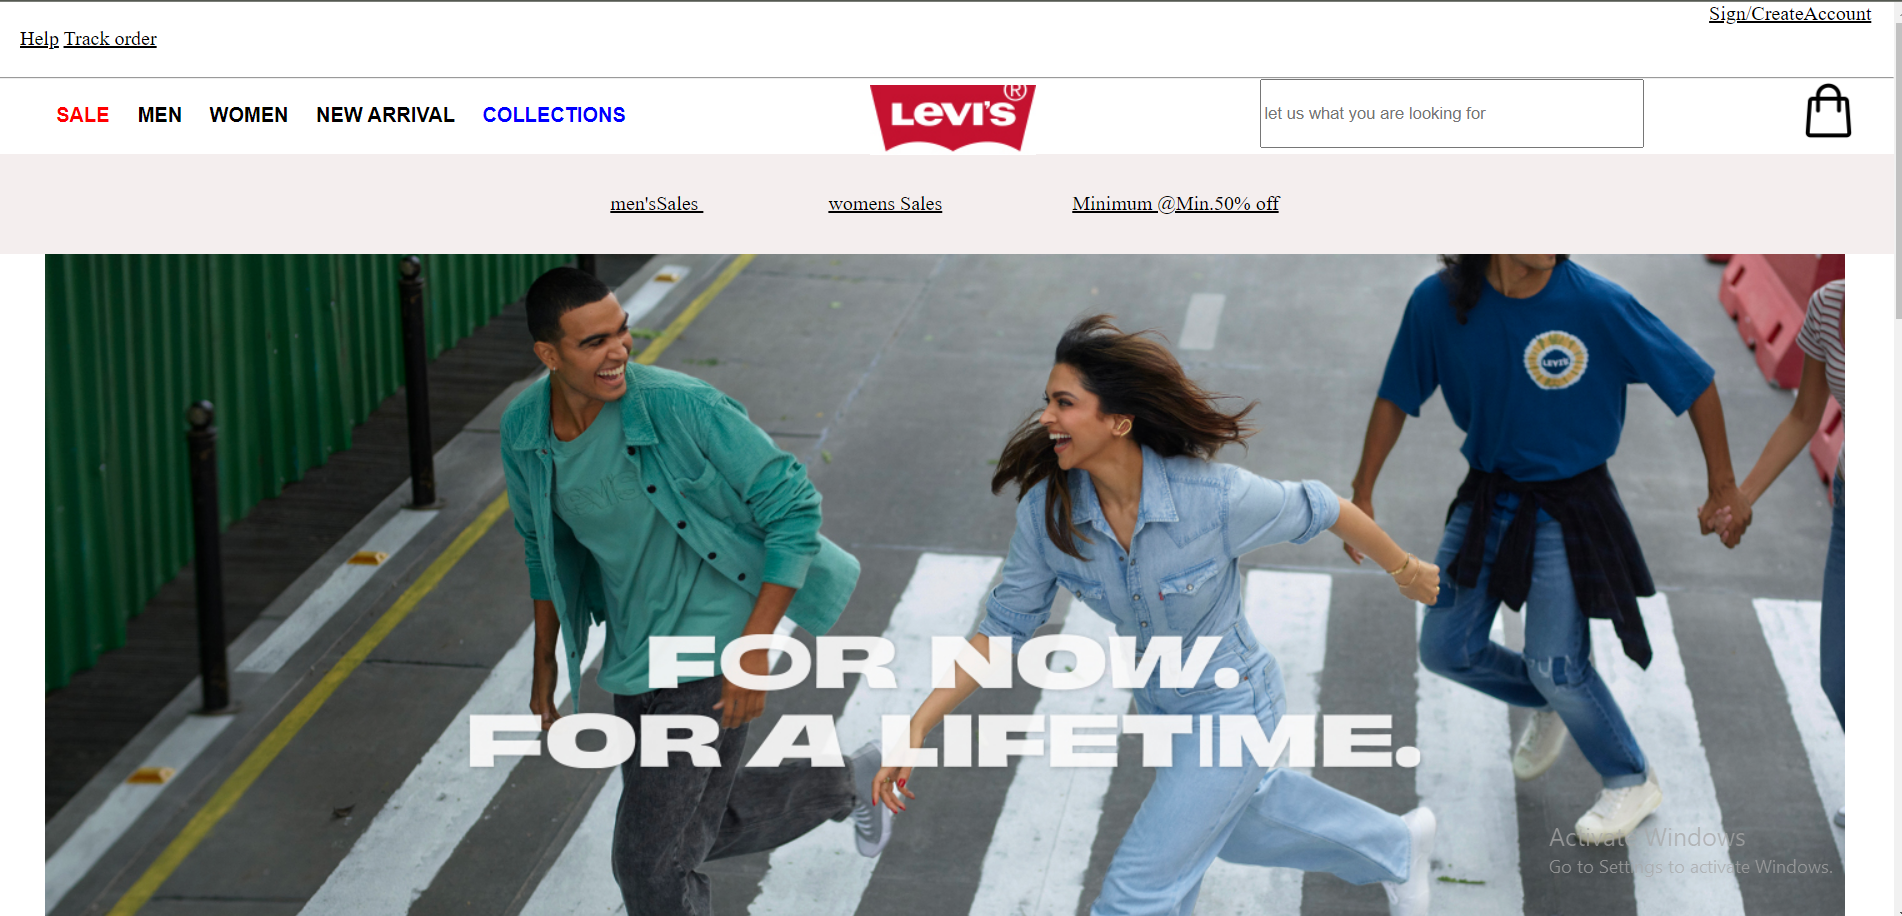 Sign/CreateAccount
Help Track order
SALE MEN WOMEN NEW ARRIVAL COLLECTIONS
LEVI'S®
let us what you are looking for
men'sSales womens Sales Minimum @Min.50% off
LEVI'S
Levi's
FOR NOW.
FOR A LIFETIME.
Activate Windows
Go to Settings to activate Windows.